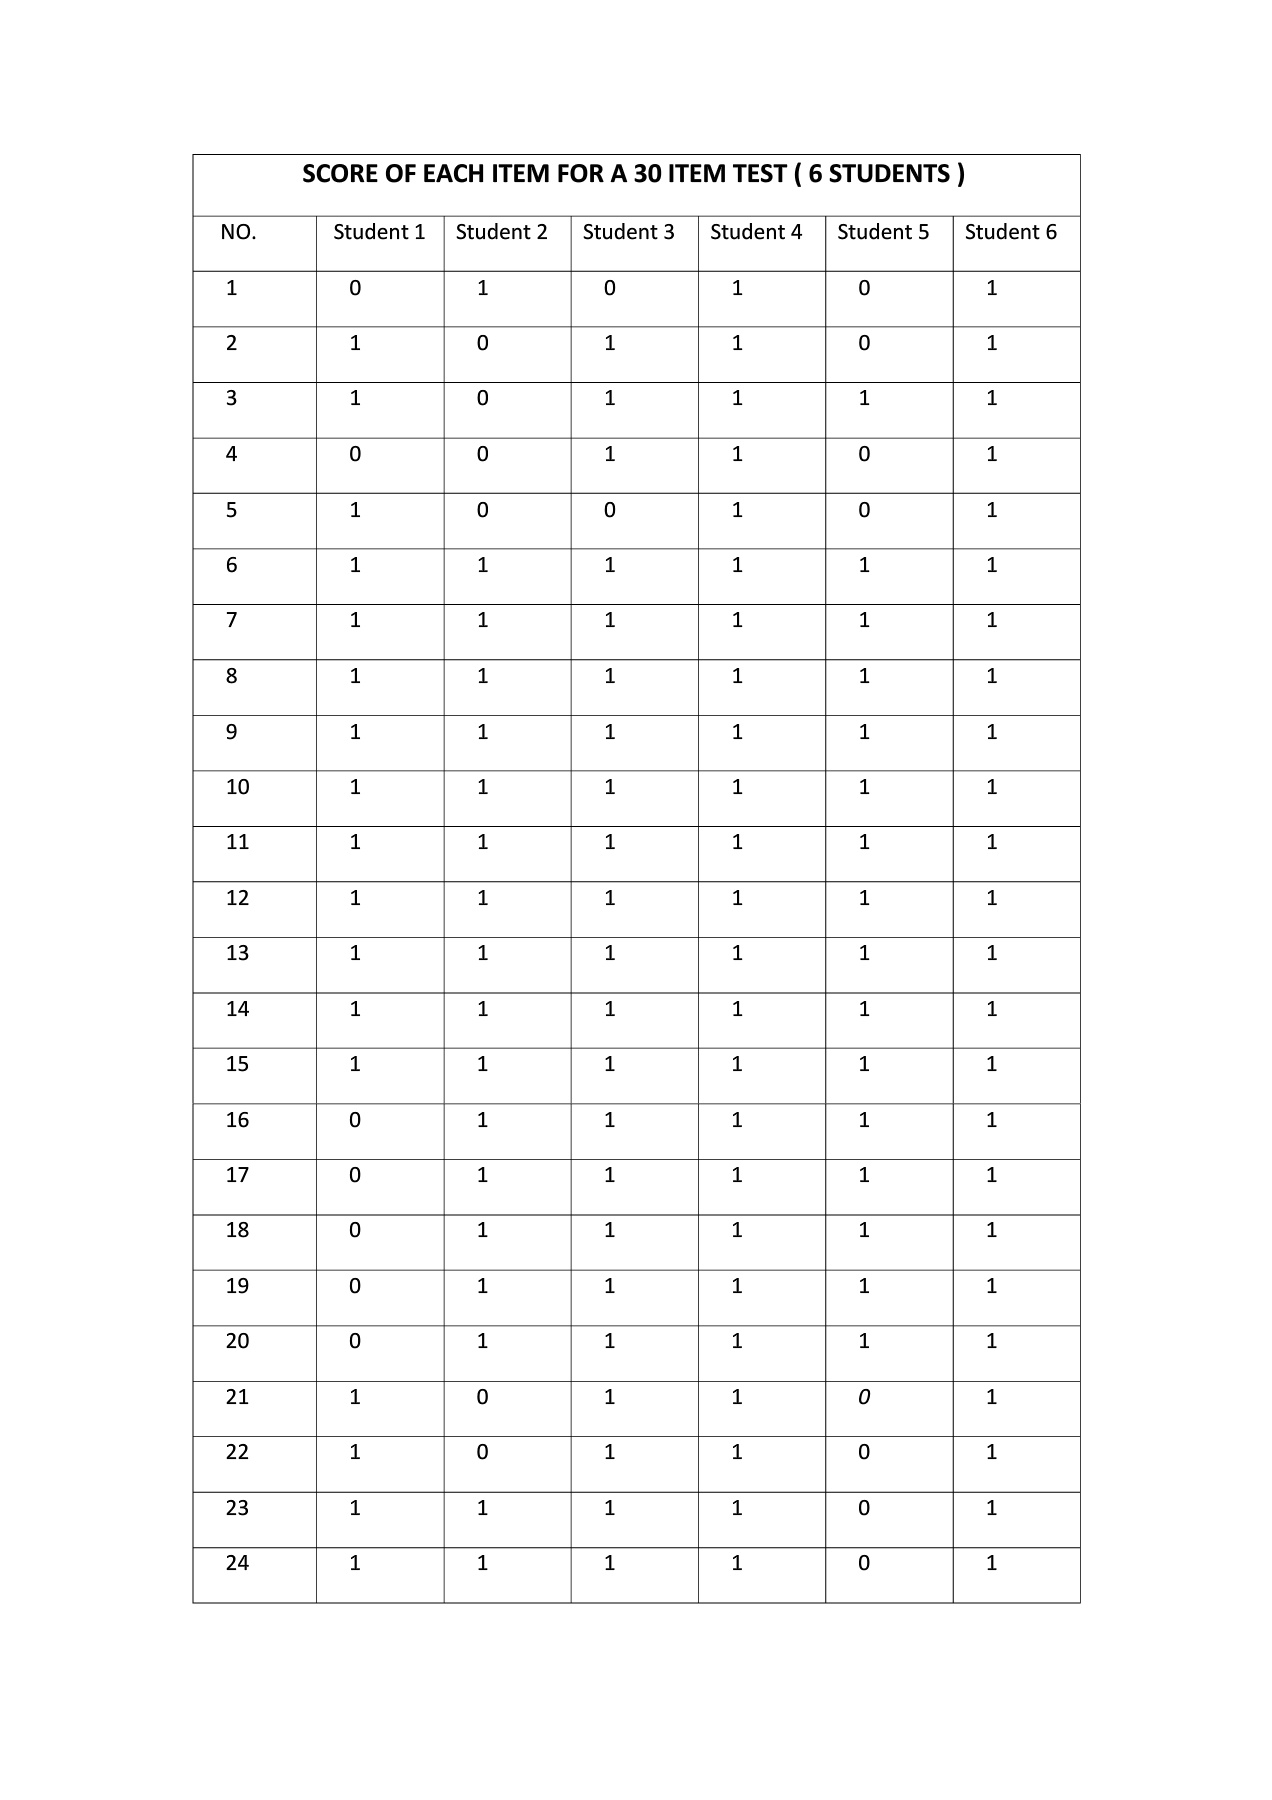 SCORE OF EACH ITEM FOR A 30 ITEM TEST ( 6 STUDENTS )
NO. Student 1 Student 2 Student 3 Student 4 Student 5 Student 6
1 0 1 0 1 0 1
2 1 0 1 1 0 1
3 1 0 1 1 1 1
4 0 0 1 1 0 1
5 1 0 0 1 0 1
6 1 1 1 1 1 1
7 1 1 1 1 1 1
8 1 1 1 1 1 1
9 1 1 1 1 1 1
10 1 1 1 1 1 1
11 1 1 1 1 1 1
12 1 1 1 1 1 1
13 1 1 1 1 1 1
14 1 1 1 1 1 1
15 1 1 1 1 1 1
16 0 1 1 1 1 1
17 0 1 1 1 1 1
18 0 1 1 1 1 1
19 0 1 1 1 1 1
20 0 1 1 1 1 1
21 1 0 1 1 0 1
22 1 0 1 1 0 1
23 1 1 1 1 0 1
24 1 1 1 1 0 1